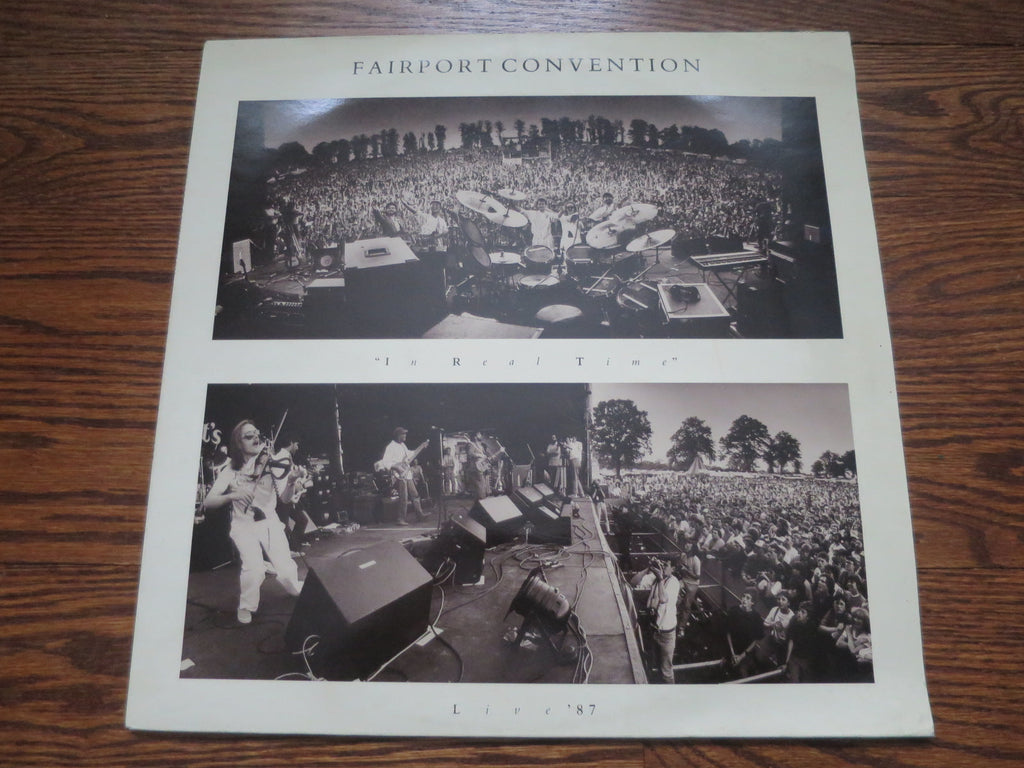 FAIRPORT CONVENTION
"In Real Time"
t's
Live '87